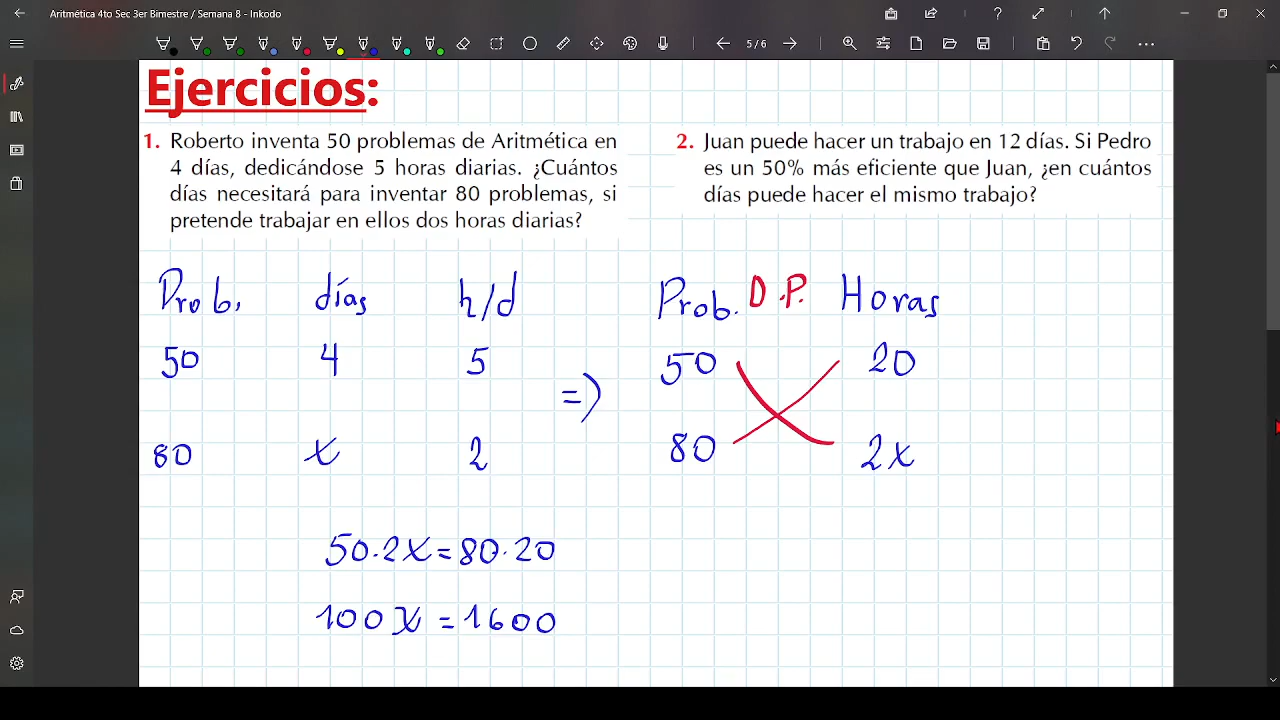 Aritmética 4to Sec 3er Bimestre / Semana 8 - Inkodo
5/6
Ejercicios:
1. Roberto inventa 50 problemas de Aritmética en
4 días, dedicándose 5 horas diarias. ¿Cuántos
días necesitará para inventar 80 problemas, si
pretende trabajar en ellos dos horas diarias?
2. Juan puede hacer un trabajo en 12 días. Si Pedro
es un 50% más eficiente que Juan, ¿en cuántos
días puede hacer el mismo trabajo?
Prob. días h/d
50 4 5
80 x 2
=>
Prob. D.P. Horas
50 20
80 2x
50.2x=80.20
100x=1600